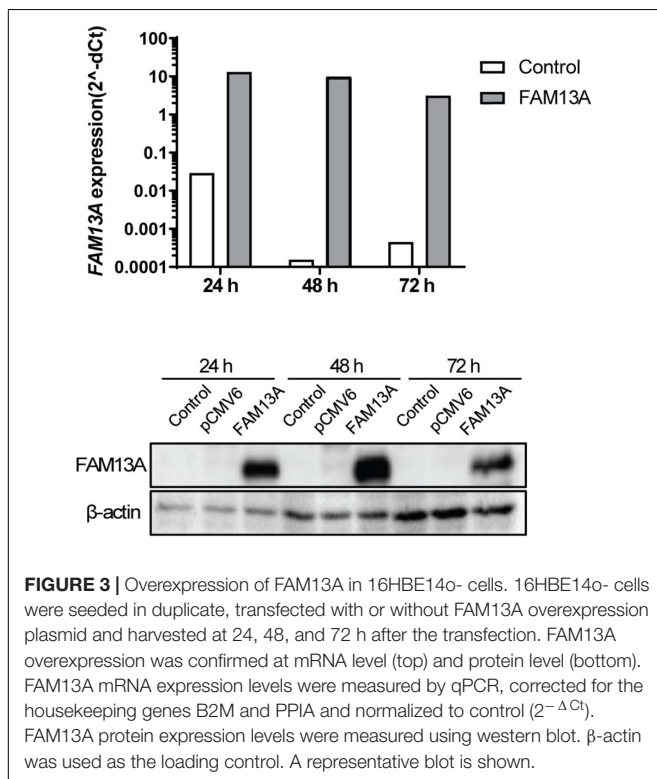 100
10
1
0.1
0.01
0.001
0.0001
FAM13A expression(2^-dCt)
Control
FAM13A
24 h 48 h 72 h
24 h 48 h 72 h
Control pCMV6 FAM13A Control pCMV6 FAM13A Control pCMV6 FAM13A
FAM13A
β-actin
FIGURE 3 | Overexpression of FAM13A in 16HBE14o- cells. 16HBE14o- cells
were seeded in duplicate, transfected with or without FAM13A overexpression
plasmid and harvested at 24, 48, and 72 h after the transfection. FAM13A
overexpression was confirmed at mRNA level (top) and protein level (bottom).
FAM13A mRNA expression levels were measured by qPCR, corrected for the
housekeeping genes B2M and PPIA and normalized to control (2^−ΔCt).
FAM13A protein expression levels were measured using western blot. β-actin
was used as the loading control. A representative blot is shown.